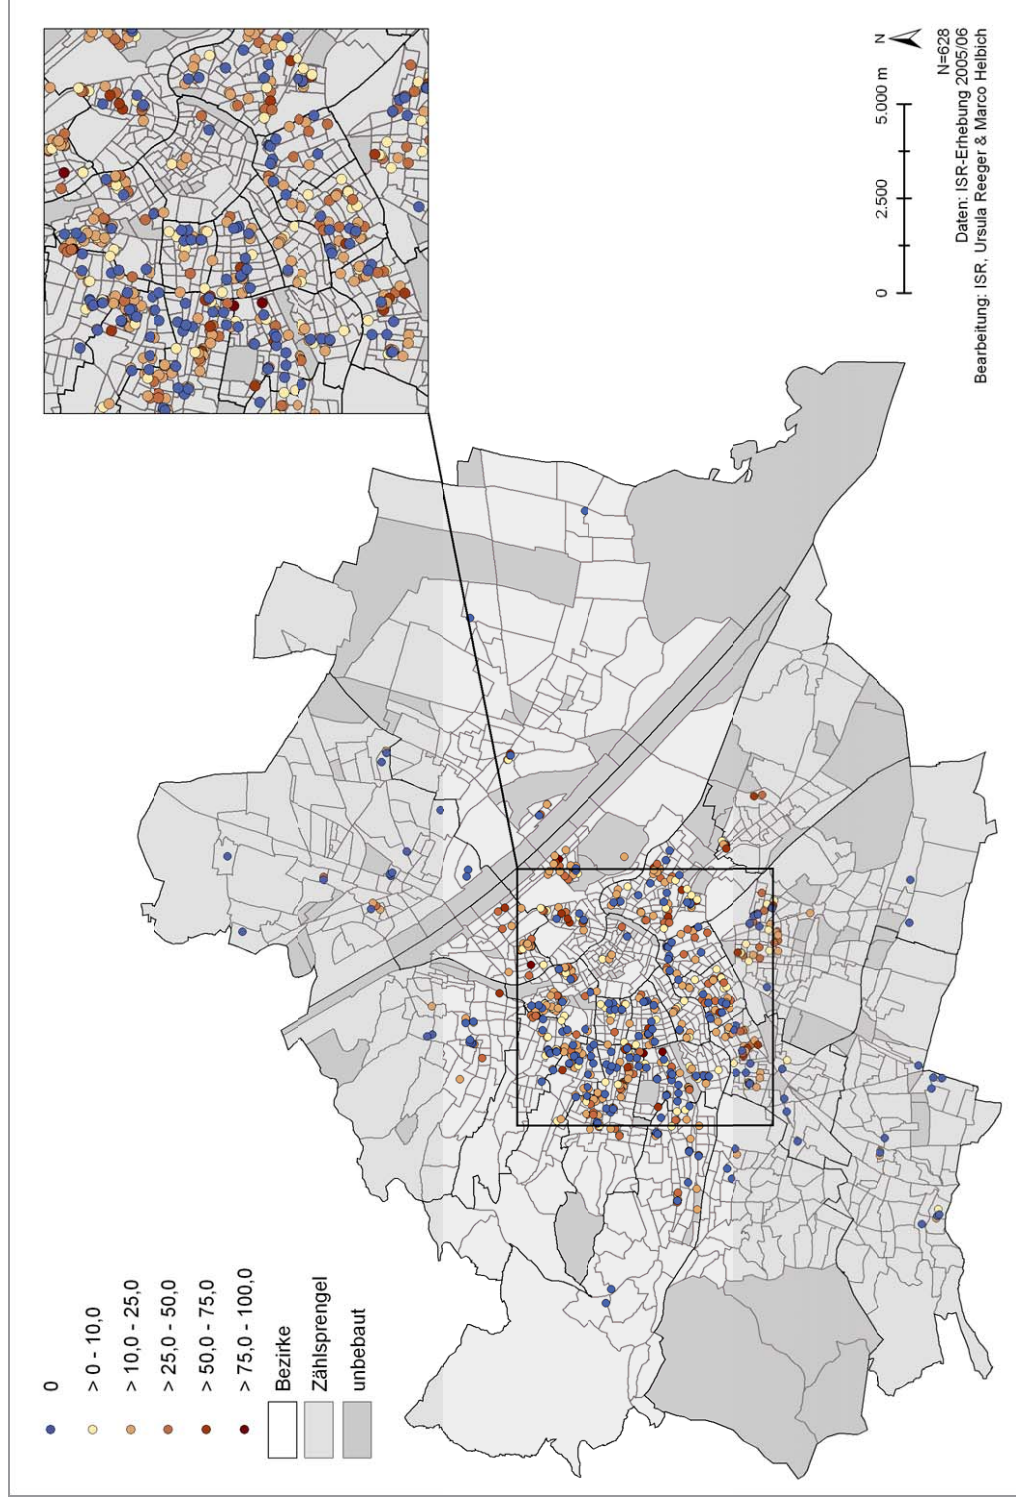 0
> 0 - 10,0
> 10,0 - 25,0
> 25,0 - 50,0
> 50,0 - 75,0
> 75,0 - 100,0
Bezirke
Zählsprengel
unbebaut
0 2.500 5.000 m
N
N=628
Daten: ISR-Erhebung 2005/06
Bearbeitung: ISR, Ursula Reeger & Marco Helbich